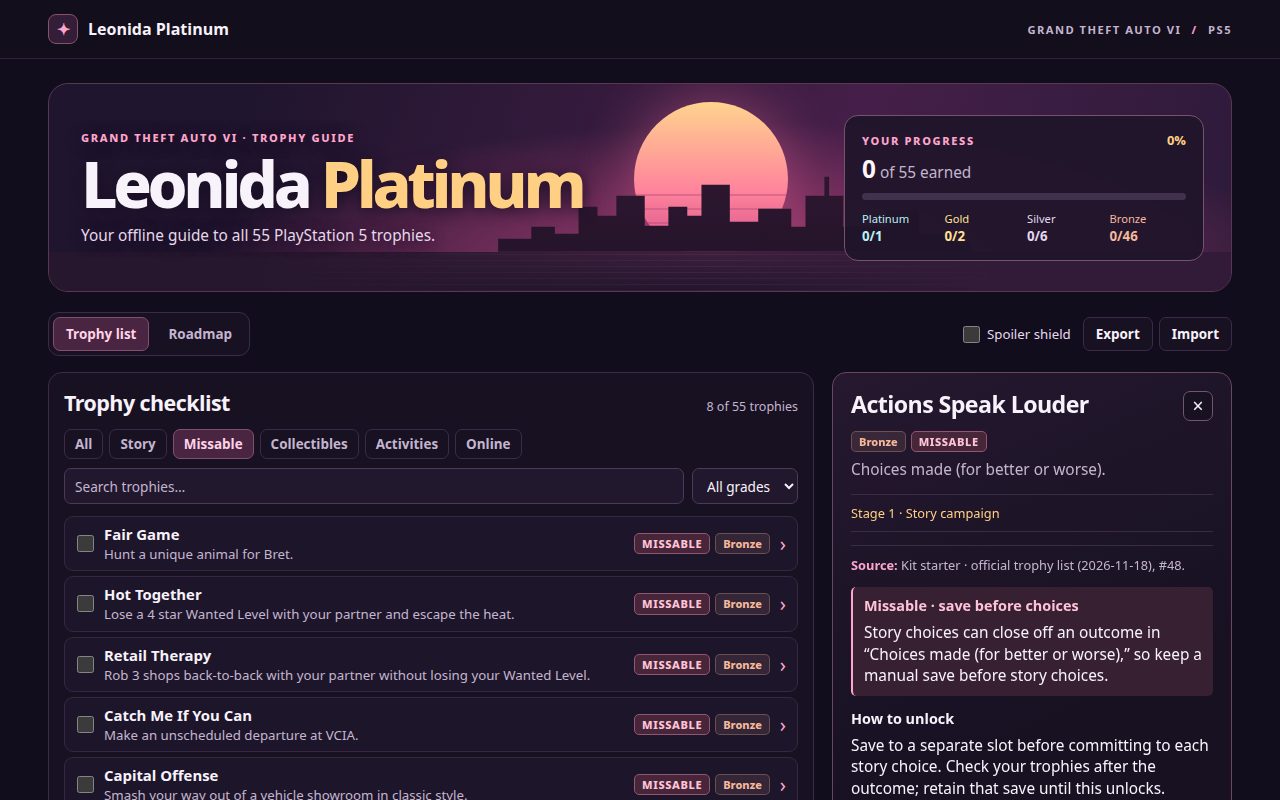 Leonida Platinum
GRAND THEFT AUTO VI / PS5
GRAND THEFT AUTO VI · TROPHY GUIDE
Leonida Platinum
Your offline guide to all 55 PlayStation 5 trophies.
YOUR PROGRESS 0%
0 of 55 earned
Platinum Gold Silver Bronze
0/1 0/2 0/6 0/46
Trophy list Roadmap
Spoiler shield Export Import
Trophy checklist 8 of 55 trophies
All Story Missable Collectibles Activities Online
Search trophies... All grades
Fair Game
Hunt a unique animal for Bret.
MISSABLE Bronze
Hot Together
Lose a 4 star Wanted Level with your partner and escape the heat.
MISSABLE Bronze
Retail Therapy
Rob 3 shops back-to-back with your partner without losing your Wanted Level.
MISSABLE Bronze
Catch Me If You Can
Make an unscheduled departure at VCIA.
MISSABLE Bronze
Capital Offense
Smash your way out of a vehicle showroom in classic style.
MISSABLE Bronze
Actions Speak Louder
Bronze MISSABLE
Choices made (for better or worse).
Stage 1 · Story campaign
Source: Kit starter · official trophy list (2026-11-18), #48.
Missable · save before choices
Story choices can close off an outcome in
“Choices made (for better or worse),” so keep a
manual save before story choices.
How to unlock
Save to a separate slot before committing to each
story choice. Check your trophies after the
outcome; retain that save until this unlocks.